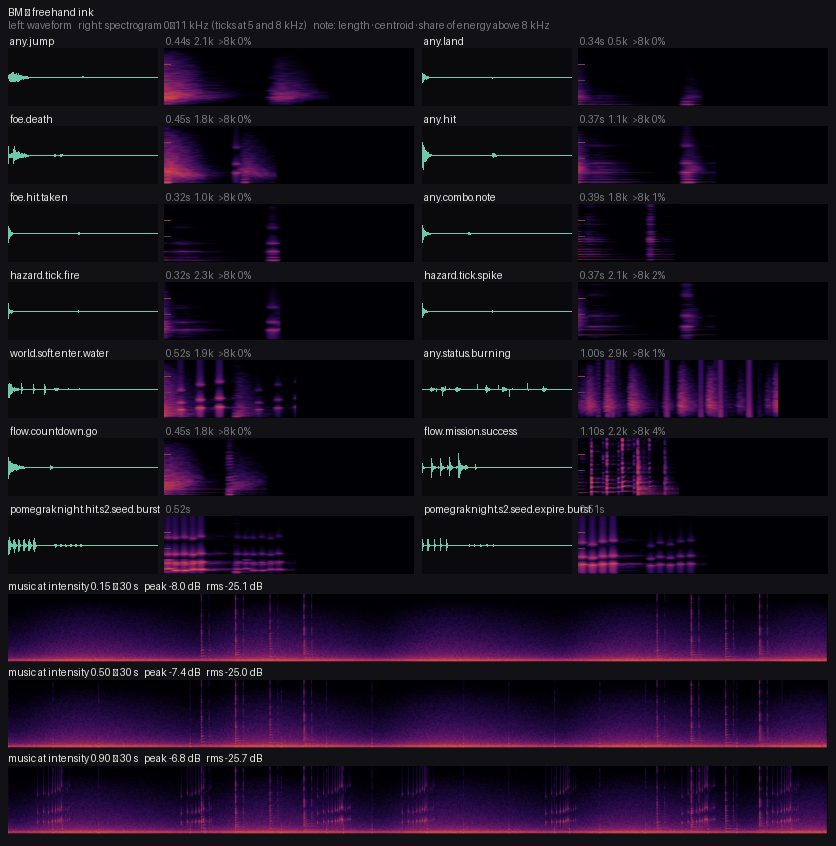 BM▯freehand ink
left: waveform   right: spectrogram 0▯11 kHz (ticks at 5 and 8 kHz)   note: length·centroid·share of energy above 8 kHz
any.jump 0.44s 2.1k >8k 0%
any.land 0.34s 0.5k >8k 0%
foe.death 0.45s 1.8k >8k 0%
any.hit 0.37s 1.1k >8k 0%
foe.hit.taken 0.32s 1.0k >8k 0%
any.combo.note 0.39s 1.8k >8k 1%
hazard.tick.fire 0.32s 2.3k >8k 0%
hazard.tick.spike 0.37s 2.1k >8k 2%
world.soft.enter.water 0.52s 1.9k >8k 0%
any.status.burning 1.00s 2.9k >8k 1%
flow.countdown.go 0.45s 1.8k >8k 0%
flow.mission.success 1.10s 2.2k >8k 4%
pomegraknight.hit.s2.seed.burst 0.52s
pomegraknight.s2.seed.expire.burst 51s
music at intensity 0.15 ▯ 30 s   peak -8.0 dB   rms -25.1 dB
music at intensity 0.50 ▯ 30 s   peak -7.4 dB   rms -25.0 dB
music at intensity 0.90 ▯ 30 s   peak -6.8 dB   rms -25.7 dB